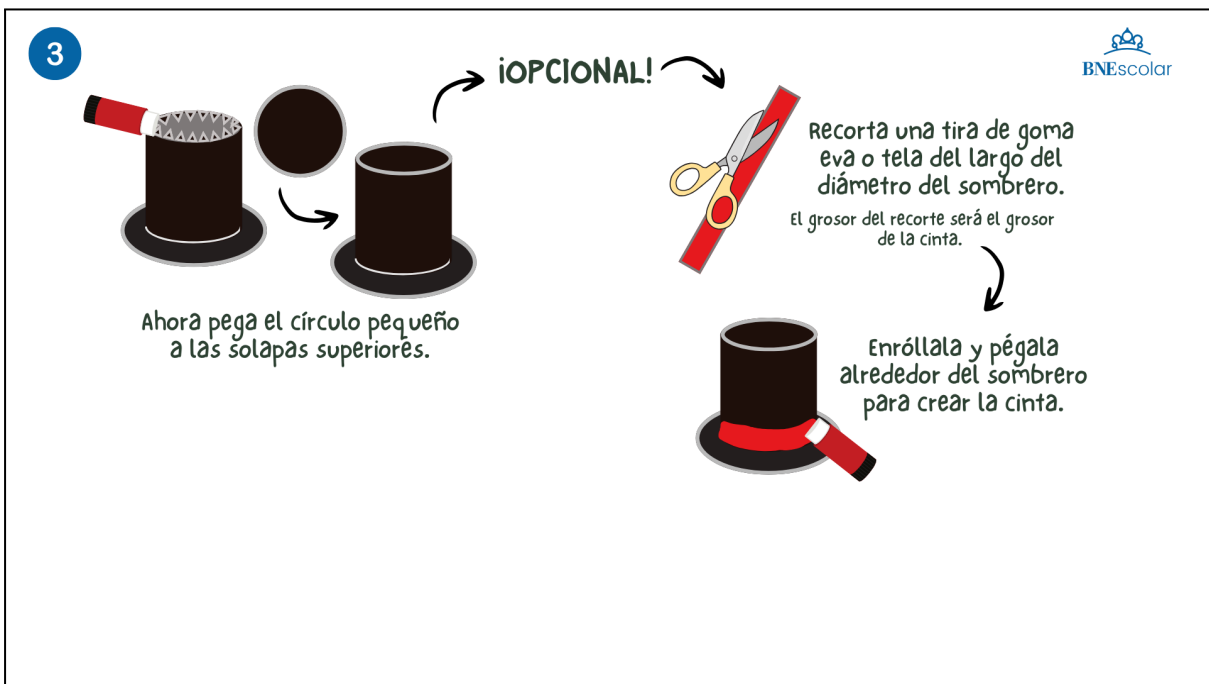 3
¡OPCIONAL!
BNEscolar
Ahora pega el círculo pequeño
a las solapas superiores.
Recorta una tira de goma
eva o tela del largo del
diámetro del sombrero.
El grosor del recorte será el grosor
de la cinta.
Enróllala y pégala
alrededor del sombrero
para crear la cinta.